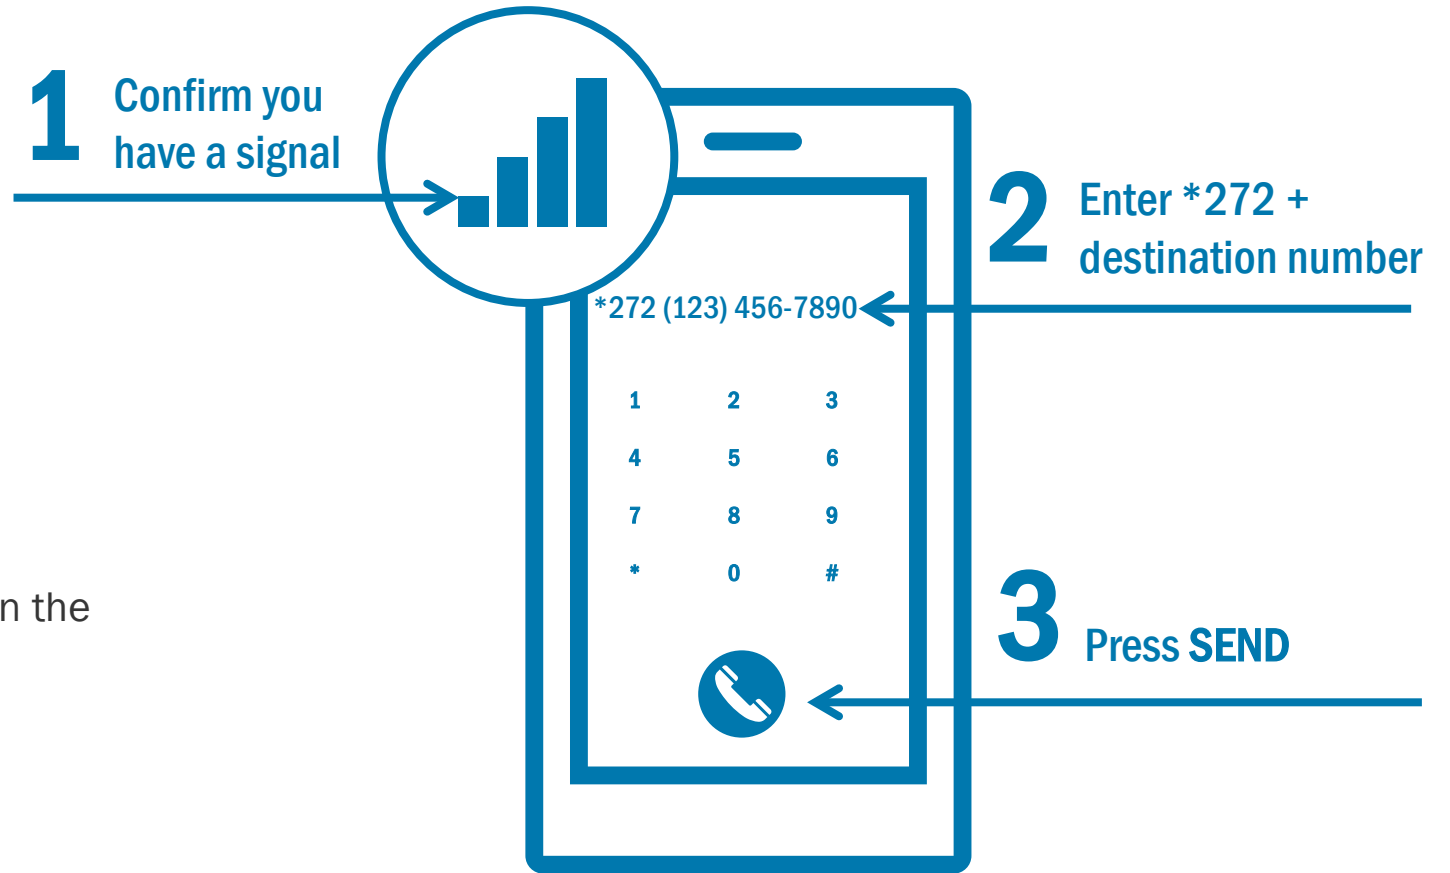 1
Confirm you
have a signal
2
Enter *272 +
destination number
*272 (123) 456-7890
1 2 3
4 5 6
7 8 9
* 0 #
n the
3
Press SEND